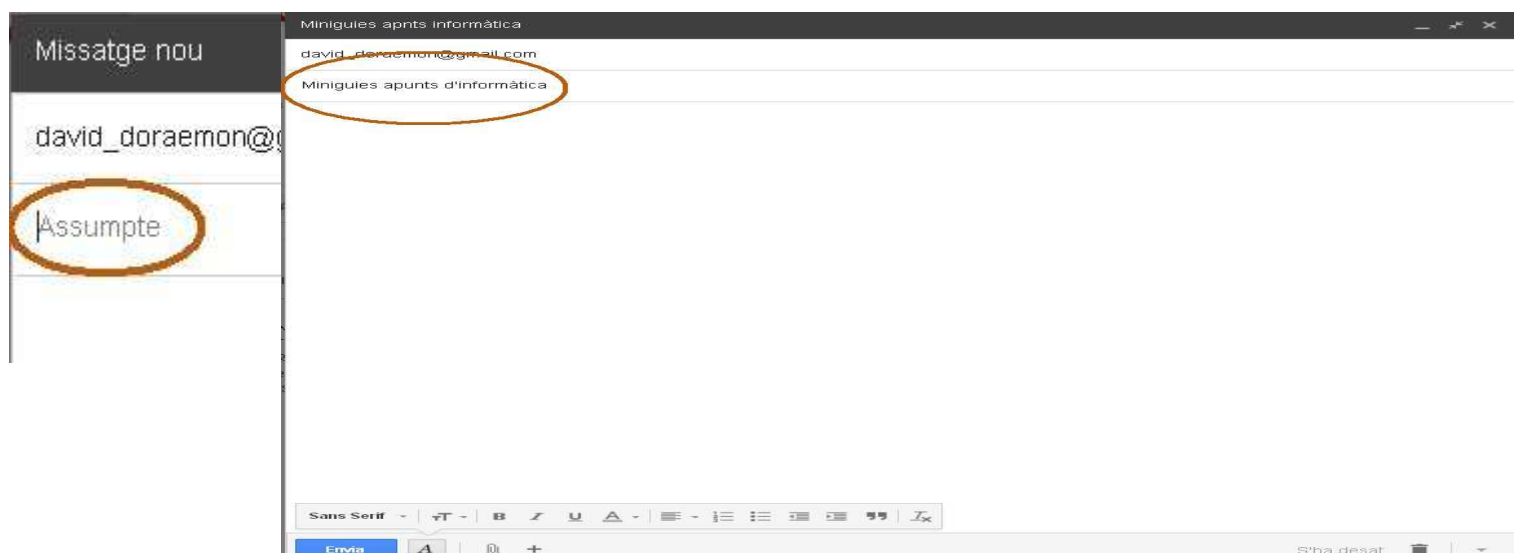 Missatge nou
david_doraemon@g
Assumpte
Miniguies apnts informàtica
david_doraemon@gmail.com
Miniguies apunts d'informàtica
Sans Serif
Envia
S'ha desat